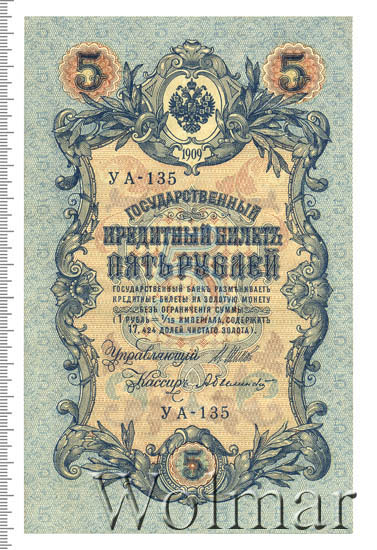 5 5
1909
УА-135
ГОСУДАРСТВЕННЫЙ
КРЕДИТНЫЙ БИЛЕТЪ
ПЯТЬ РУБЛЕЙ
ГОСУДАРСТВЕННЫЙ БАНКЪ РАЗМѢНИВАЕТЪ
КРЕДИТНЫЕ БИЛЕТЫ НА ЗОЛОТУЮ МОНЕТУ
БЕЗЪ ОГРАНИЧЕНІЯ СУММЫ
(1 РУБЛЬ = 1/15 ИМПЕРІАЛА, СОДЕРЖИТЪ
17,424 ДОЛЕЙ ЧИСТАГО ЗОЛОТА).
Управляющій
Кассиръ
УА-135
5
Wolmar